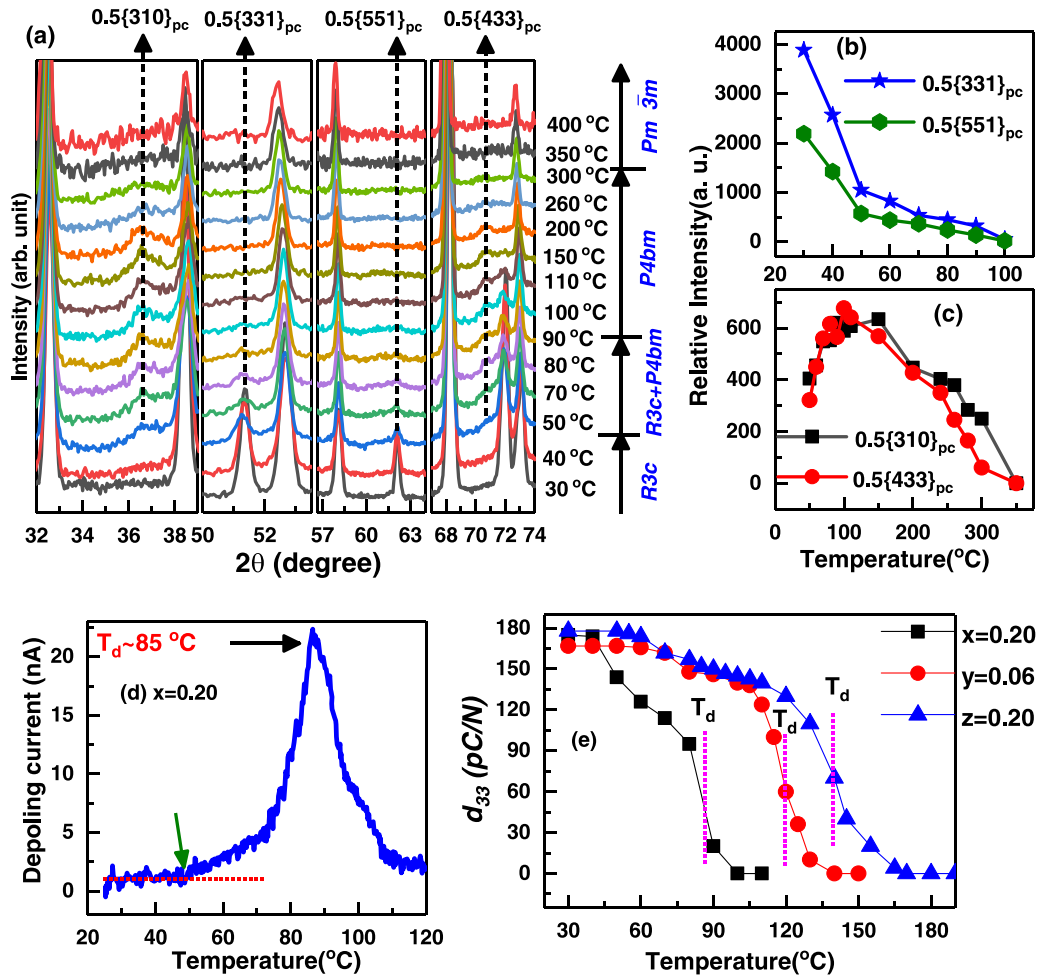 (a)
0.5{310}pc
0.5{331}pc
0.5{551}pc
0.5{433}pc
Intensity (arb. unit)
400 °C
350 °C
300 °C
260 °C
200 °C
150 °C
110 °C
100 °C
90 °C
80 °C
70 °C
50 °C
40 °C
30 °C
Pm 3̅m
P4bm
R3c+P4bm
R3c
32 34 36 38 50 52 54 57 60 63 68 70 72 74
2θ (degree)
(b)
4000
3000
2000
1000
0
0.5{331}pc
0.5{551}pc
20 40 60 80 100
Relative Intensity(a. u.)
(c)
600
400
200
0
0.5{310}pc
0.5{433}pc
0 100 200 300
Temperature(°C)
Td~85 °C
(d) x=0.20
Depoling current (nA)
20
15
10
5
0
20 40 60 80 100 120
Temperature(°C)
(e)
d33 (pC/N)
180
150
120
90
60
30
0
x=0.20
y=0.06
z=0.20
Td
Td
Td
30 60 90 120 150 180
Temperature(°C)